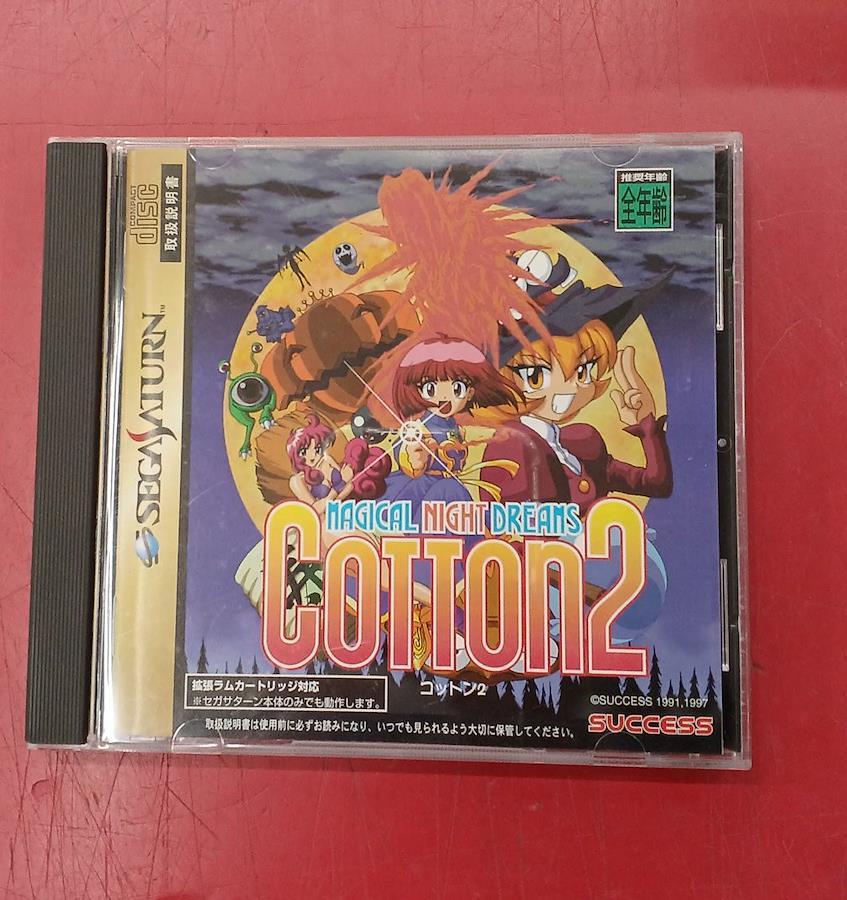 COMPACT
disc
取扱説明書
SEGA SATURN™
推奨年齢
全年齢
MAGICAL NIGHT DREAMS
COTTON2
コットン2
拡張ラムカートリッジ対応
※セガサターン本体のみでも動作します。
©SUCCESS 1991,1997
SUCCESS
取扱説明書は使用前に必ずお読みになり、いつでも見られるよう大切に保管してください。